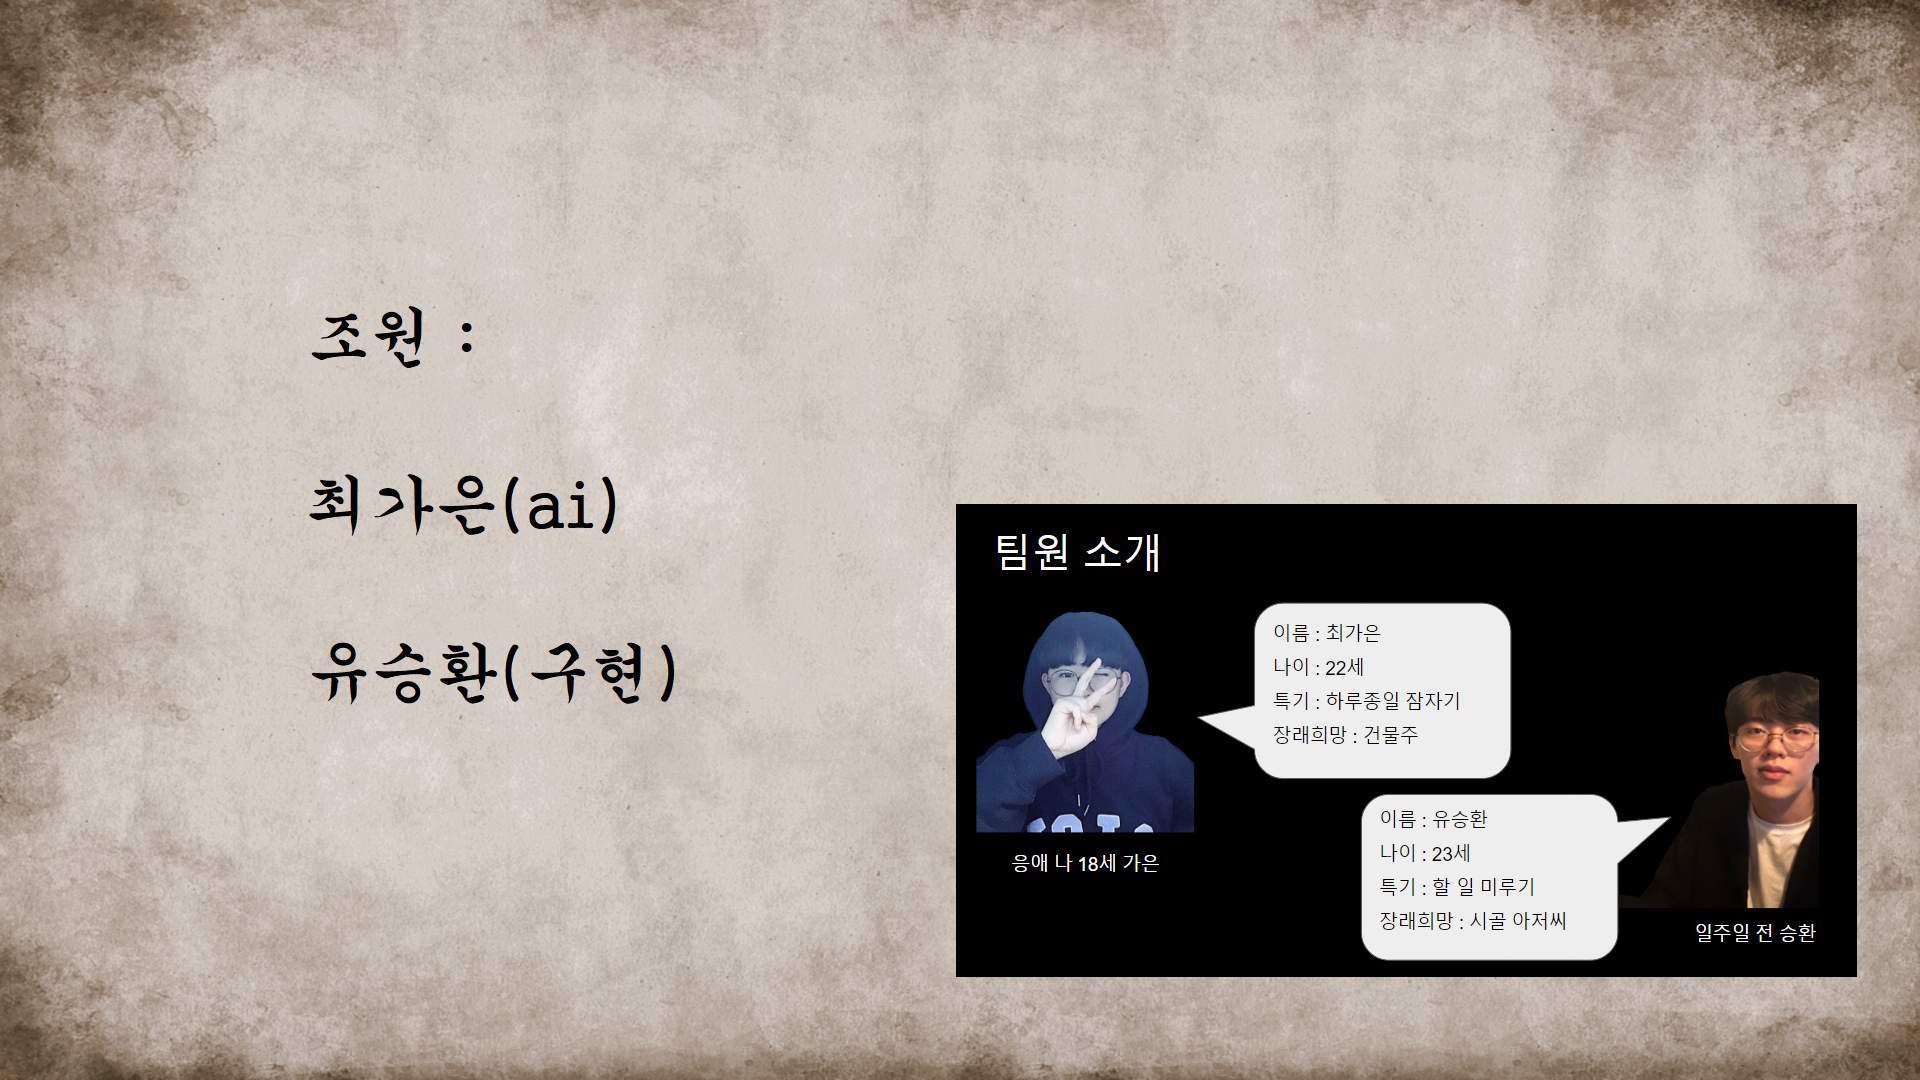 조원 :
최가은(ai)
유승환(구현)
팀원 소개
이름 : 최가은
나이 : 22세
특기 : 하루종일 잠자기
장래희망 : 건물주
응애 나 18세 가은
이름 : 유승환
나이 : 23세
특기 : 할 일 미루기
장래희망 : 시골 아저씨
일주일 전 승환